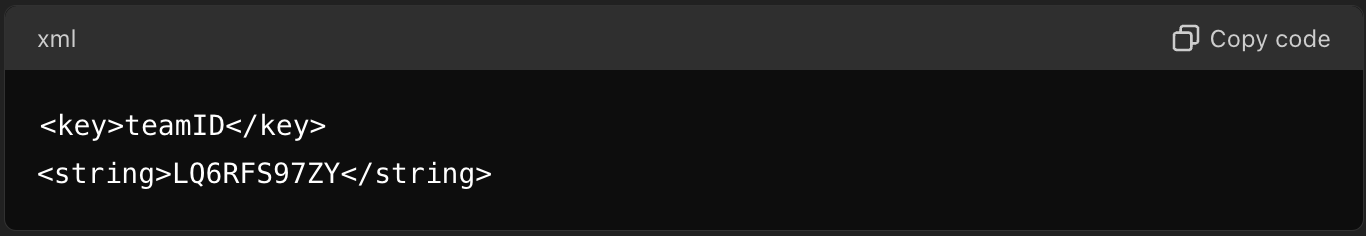 xml
Copy code
<key>teamID</key>
<string>LQ6RFS97ZY</string>